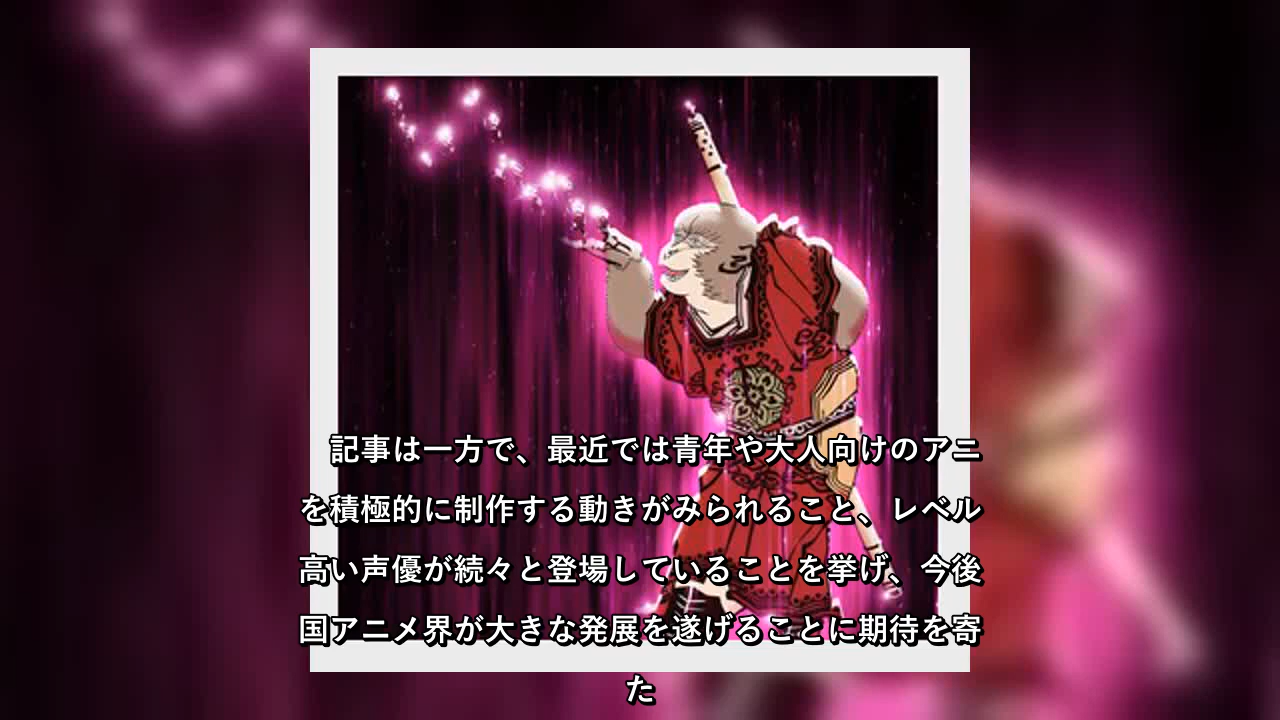 記事は一方で、最近では青年や大人向けのアニ
を積極的に制作する動きがみられること、レベル
高い声優が続々と登場していることを挙げ、今後
国アニメ界が大きな発展を遂げることに期待を寄
た